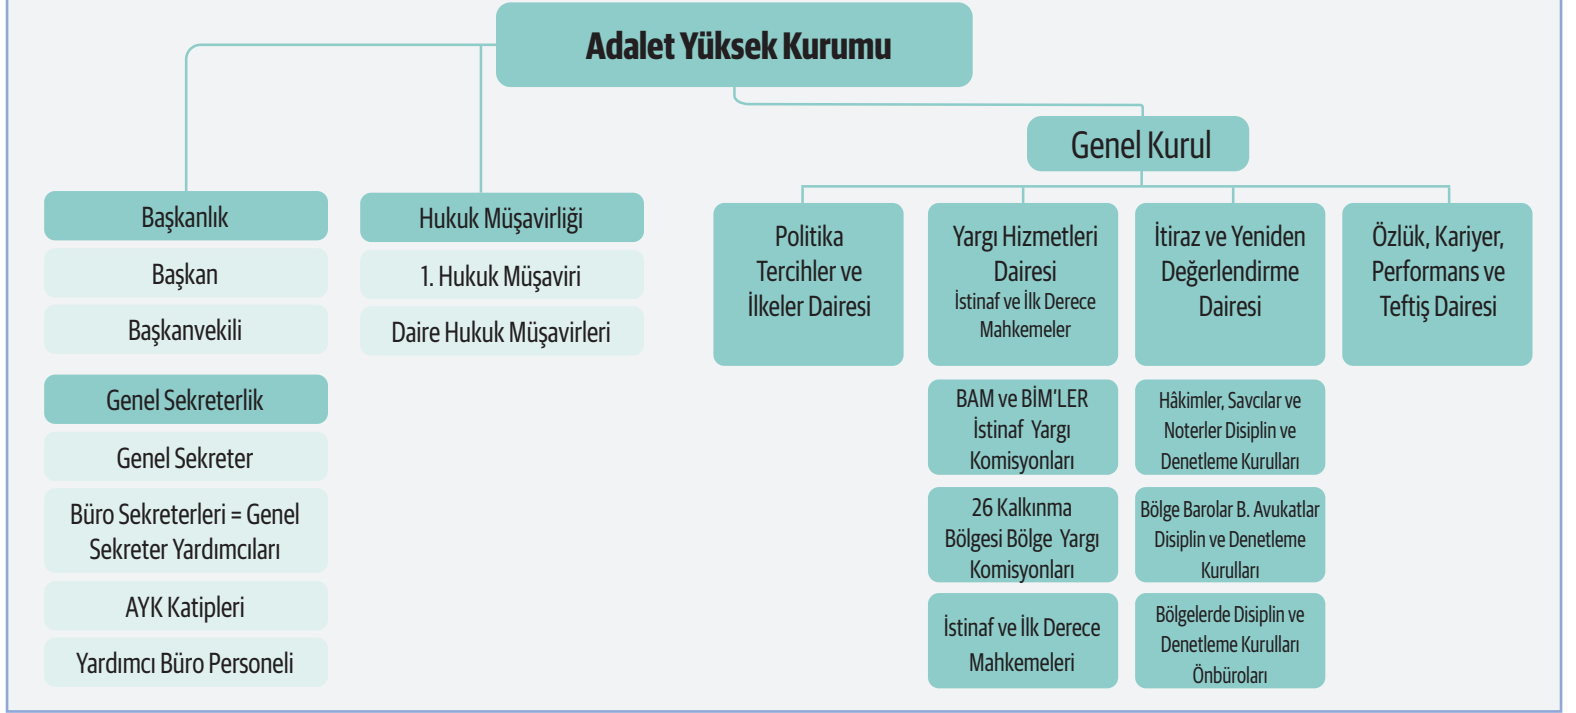 Adalet Yüksek Kurumu
Başkanlık
Başkan
Başkanvekili
Genel Sekreterlik
Genel Sekreter
Büro Sekreterleri = Genel
Sekreter Yardımcıları
AYK Katipleri
Yardımcı Büro Personeli
Hukuk Müşavirliği
1. Hukuk Müşaviri
Daire Hukuk Müşavirleri
Genel Kurul
Politika
Tercihler ve
İlkeler Dairesi
Yargı Hizmetleri
Dairesi
İstinaf ve İlk Derece
Mahkemeler
BAM ve BİM'LER
İstinaf Yargı
Komisyonları
26 Kalkınma
Bölgesi Bölge Yargı
Komisyonları
İstinaf ve İlk Derece
Mahkemeleri
İtiraz ve Yeniden
Değerlendirme
Dairesi
Hâkimler, Savcılar ve
Noterler Disiplin ve
Denetleme Kurulları
Bölge Barolar B. Avukatlar
Disiplin ve Denetleme
Kurulları
Bölgelerde Disiplin ve
Denetleme Kurulları
Önbüroları
Özlük, Kariyer,
Performans ve
Teftiş Dairesi